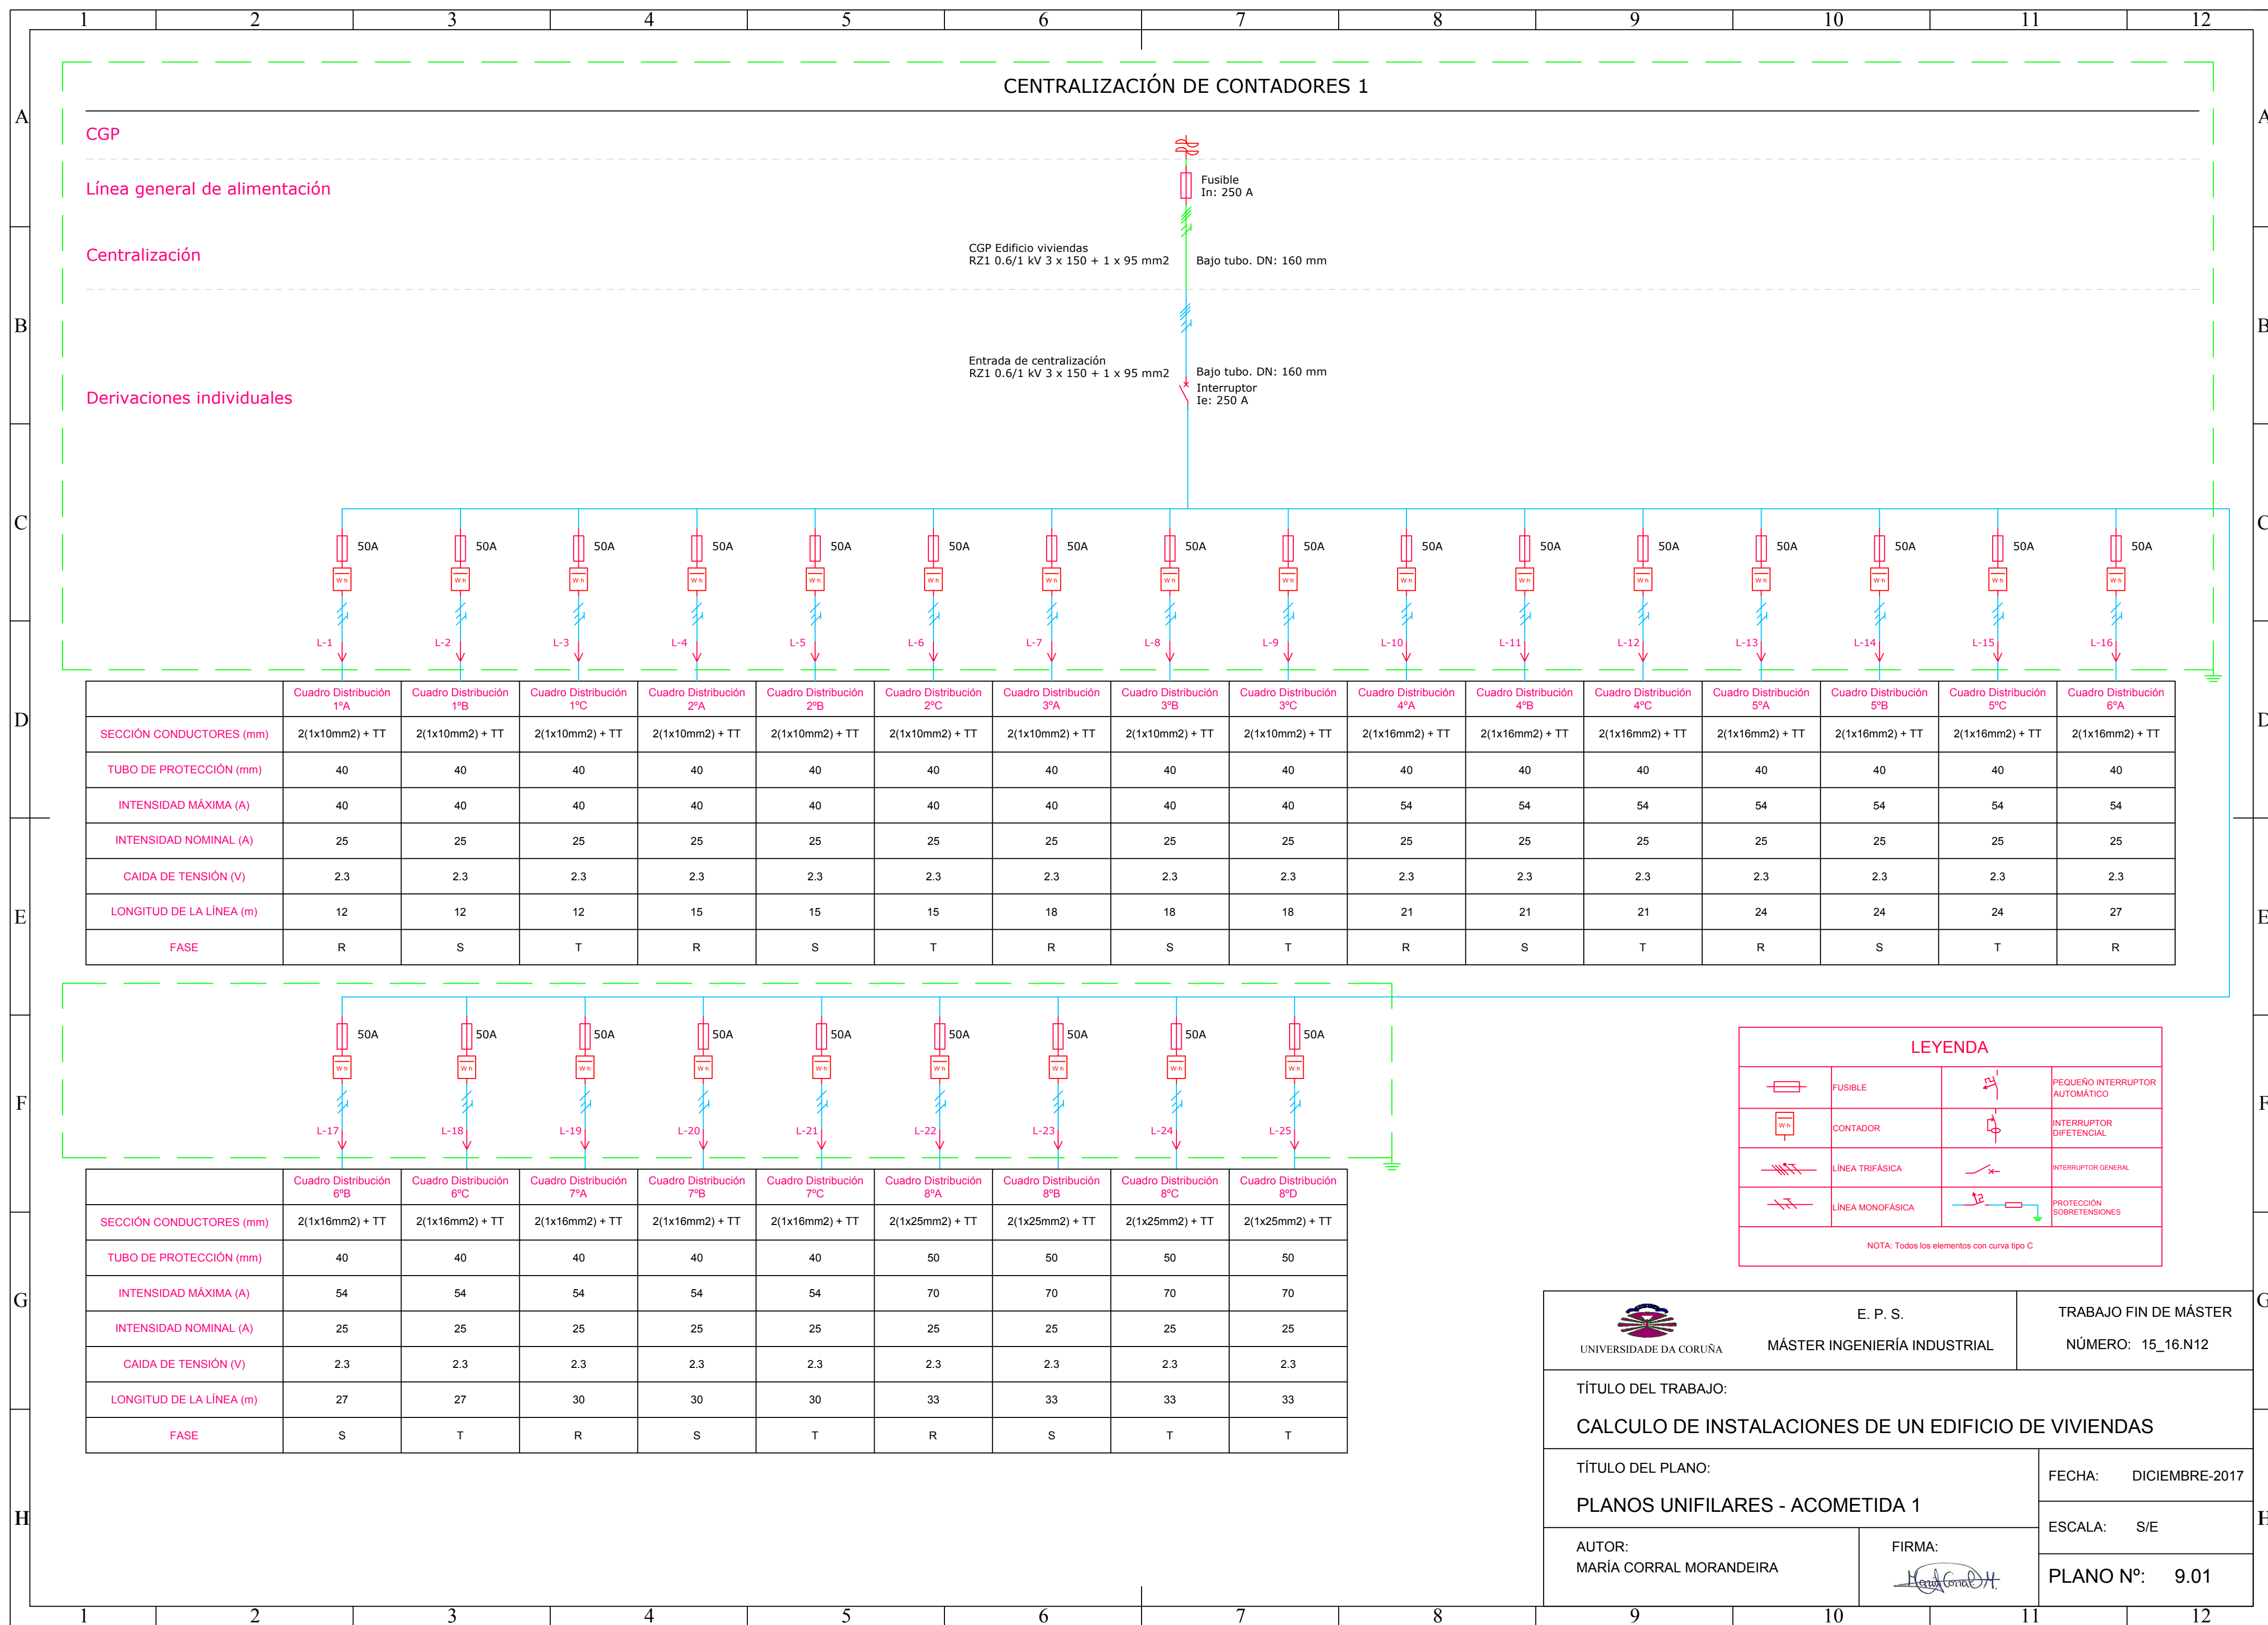 1 2 3 4 5 6 7 8 9 10 11 12
CENTRALIZACIÓN DE CONTADORES 1
A A
CGP
Línea general de alimentación
Fusible
In: 250 A
Centralización
CGP Edificio viviendas
RZ1 0.6/1 kV 3 x 150 + 1 x 95 mm2 Bajo tubo. DN: 160 mm
B B
Entrada de centralización
RZ1 0.6/1 kV 3 x 150 + 1 x 95 mm2 Bajo tubo. DN: 160 mm
Interruptor
Ie: 250 A
Derivaciones individuales
C C
50A 50A 50A 50A 50A 50A 50A 50A 50A 50A 50A 50A 50A 50A 50A 50A
W·h W·h W·h W·h W·h W·h W·h W·h W·h W·h W·h W·h W·h W·h W·h W·h
L-1 L-2 L-3 L-4 L-5 L-6 L-7 L-8 L-9 L-10 L-11 L-12 L-13 L-14 L-15 L-16
Cuadro Distribución Cuadro Distribución Cuadro Distribución Cuadro Distribución Cuadro Distribución Cuadro Distribución Cuadro Distribución Cuadro Distribución Cuadro Distribución Cuadro Distribución Cuadro Distribución Cuadro Distribución Cuadro Distribución Cuadro Distribución Cuadro Distribución Cuadro Distribución
1ºA 1ºB 1ºC 2ºA 2ºB 2ºC 3ºA 3ºB 3ºC 4ºA 4ºB 4ºC 5ºA 5ºB 5ºC 6ºA
D D
SECCIÓN CONDUCTORES (mm) 2(1x10mm2) + TT 2(1x10mm2) + TT 2(1x10mm2) + TT 2(1x10mm2) + TT 2(1x10mm2) + TT 2(1x10mm2) + TT 2(1x10mm2) + TT 2(1x10mm2) + TT 2(1x10mm2) + TT 2(1x16mm2) + TT 2(1x16mm2) + TT 2(1x16mm2) + TT 2(1x16mm2) + TT 2(1x16mm2) + TT 2(1x16mm2) + TT 2(1x16mm2) + TT
TUBO DE PROTECCIÓN (mm) 40 40 40 40 40 40 40 40 40 40 40 40 40 40 40 40
INTENSIDAD MÁXIMA (A) 40 40 40 40 40 40 40 40 40 54 54 54 54 54 54 54
INTENSIDAD NOMINAL (A) 25 25 25 25 25 25 25 25 25 25 25 25 25 25 25 25
CAIDA DE TENSIÓN (V) 2.3 2.3 2.3 2.3 2.3 2.3 2.3 2.3 2.3 2.3 2.3 2.3 2.3 2.3 2.3 2.3
E E
LONGITUD DE LA LÍNEA (m) 12 12 12 15 15 15 18 18 18 21 21 21 24 24 24 27
FASE R S T R S T R S T R S T R S T R
50A 50A 50A 50A 50A 50A 50A 50A 50A
W·h W·h W·h W·h W·h W·h W·h W·h W·h
F F
L-17 L-18 L-19 L-20 L-21 L-22 L-23 L-24 L-25
Cuadro Distribución Cuadro Distribución Cuadro Distribución Cuadro Distribución Cuadro Distribución Cuadro Distribución Cuadro Distribución Cuadro Distribución Cuadro Distribución
6ºB 6ºC 7ºA 7ºB 7ºC 8ºA 8ºB 8ºC 8ºD
SECCIÓN CONDUCTORES (mm) 2(1x16mm2) + TT 2(1x16mm2) + TT 2(1x16mm2) + TT 2(1x16mm2) + TT 2(1x16mm2) + TT 2(1x25mm2) + TT 2(1x25mm2) + TT 2(1x25mm2) + TT 2(1x25mm2) + TT
TUBO DE PROTECCIÓN (mm) 40 40 40 40 40 50 50 50 50
INTENSIDAD MÁXIMA (A) 54 54 54 54 54 70 70 70 70
G G
INTENSIDAD NOMINAL (A) 25 25 25 25 25 25 25 25 25
CAIDA DE TENSIÓN (V) 2.3 2.3 2.3 2.3 2.3 2.3 2.3 2.3 2.3
LONGITUD DE LA LÍNEA (m) 27 27 30 30 30 33 33 33 33
FASE S T R S T R S T T
LEYENDA
FUSIBLE
PEQUEÑO INTERRUPTOR
AUTOMÁTICO
W·h
CONTADOR
INTERRUPTOR
DIFETENCIAL
LÍNEA TRIFÁSICA
INTERRUPTOR GENERAL
LÍNEA MONOFÁSICA
PROTECCIÓN
SOBRETENSIONES
NOTA: Todos los elementos con curva tipo C
UNIVERSIDADE DA CORUÑA
E. P. S.
MÁSTER INGENIERÍA INDUSTRIAL
TRABAJO FIN DE MÁSTER
NÚMERO: 15_16.N12
TÍTULO DEL TRABAJO:
CALCULO DE INSTALACIONES DE UN EDIFICIO DE VIVIENDAS
TÍTULO DEL PLANO:
PLANOS UNIFILARES - ACOMETIDA 1
FECHA: DICIEMBRE-2017
ESCALA: S/E
H H
AUTOR:
MARÍA CORRAL MORANDEIRA
FIRMA:
María Corral M.
PLANO Nº: 9.01
1 2 3 4 5 6 7 8 9 10 11 12